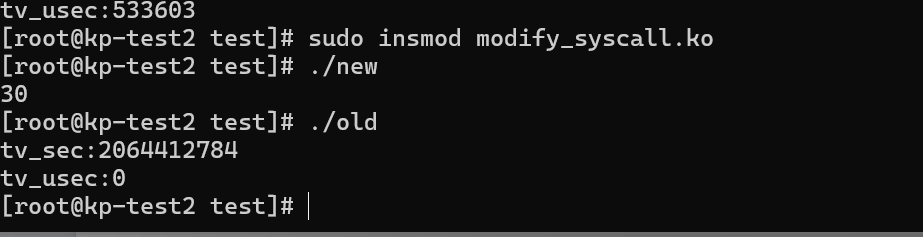 tv_usec:533603
[root@kp-test2 test]# sudo insmod modify_syscall.ko
[root@kp-test2 test]# ./new
30
[root@kp-test2 test]# ./old
tv_sec:2064412784
tv_usec:0
[root@kp-test2 test]#